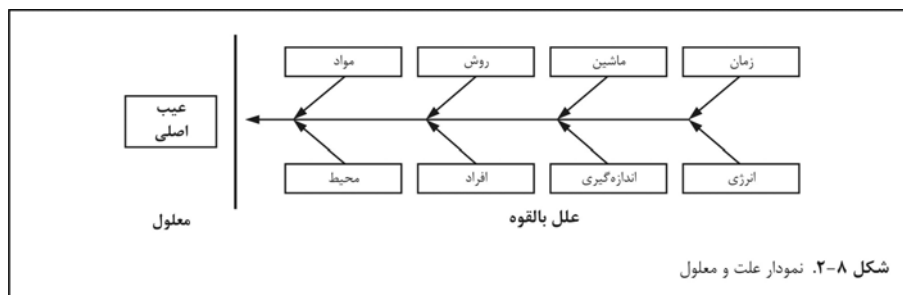 زمان
ماشین
روش
مواد
عیب
اصلی
انرژی
اندازه‌گیری
افراد
محیط
علل بالقوه
معلول
شکل ۸-۲. نمودار علت و معلول